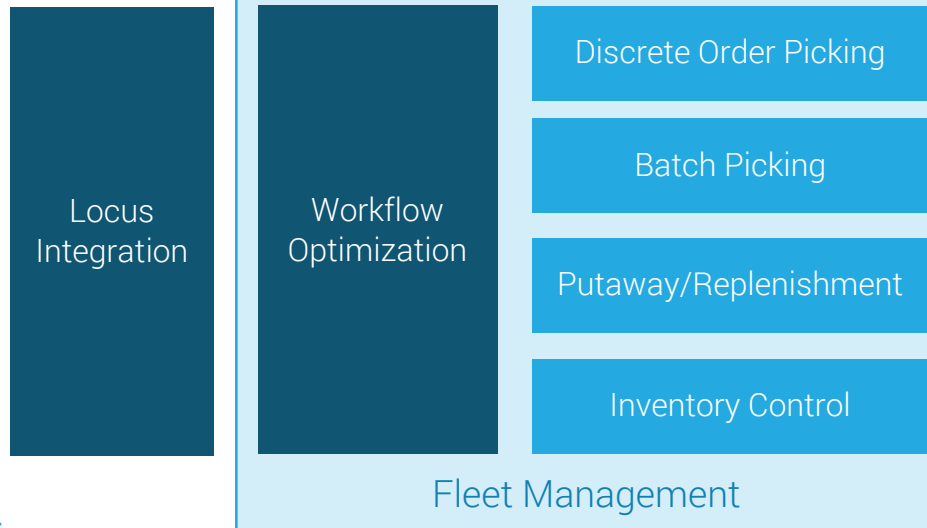 Locus
Integration
Workflow
Optimization
Discrete Order Picking
Batch Picking
Putaway/Replenishment
Inventory Control
Fleet Management